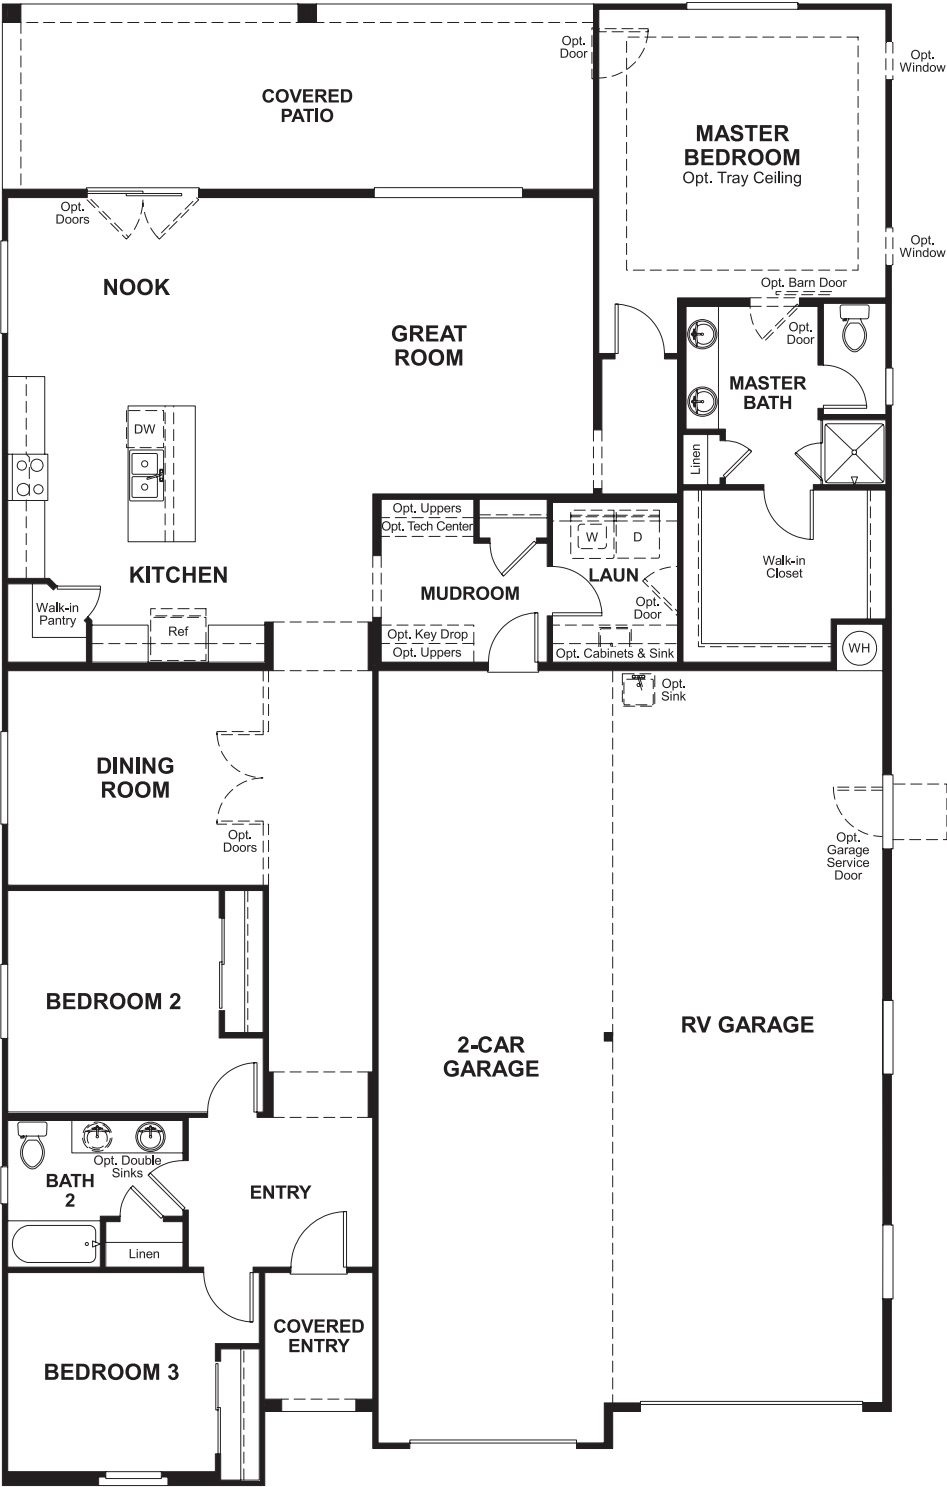 Opt.
Door
Opt.
Window
COVERED
PATIO
MASTER
BEDROOM
Opt. Tray Ceiling
Opt.
Doors
Opt.
Window
NOOK
Opt. Barn Door
GREAT
ROOM
Opt.
Door
MASTER
BATH
DW
Linen
Opt. Uppers
Opt. Tech Center
W
D
KITCHEN
MUDROOM
LAUN
Walk-in
Closet
Walk-in
Pantry
Opt.
Door
Ref
Opt. Key Drop
Opt. Uppers
Opt. Cabinets & Sink
WH
Opt.
Sink
DINING
ROOM
Opt.
Doors
Opt.
Garage
Service
Door
BEDROOM 2
2-CAR
GARAGE
RV GARAGE
Opt. Double
Sinks
BATH
2
ENTRY
Linen
COVERED
ENTRY
BEDROOM 3